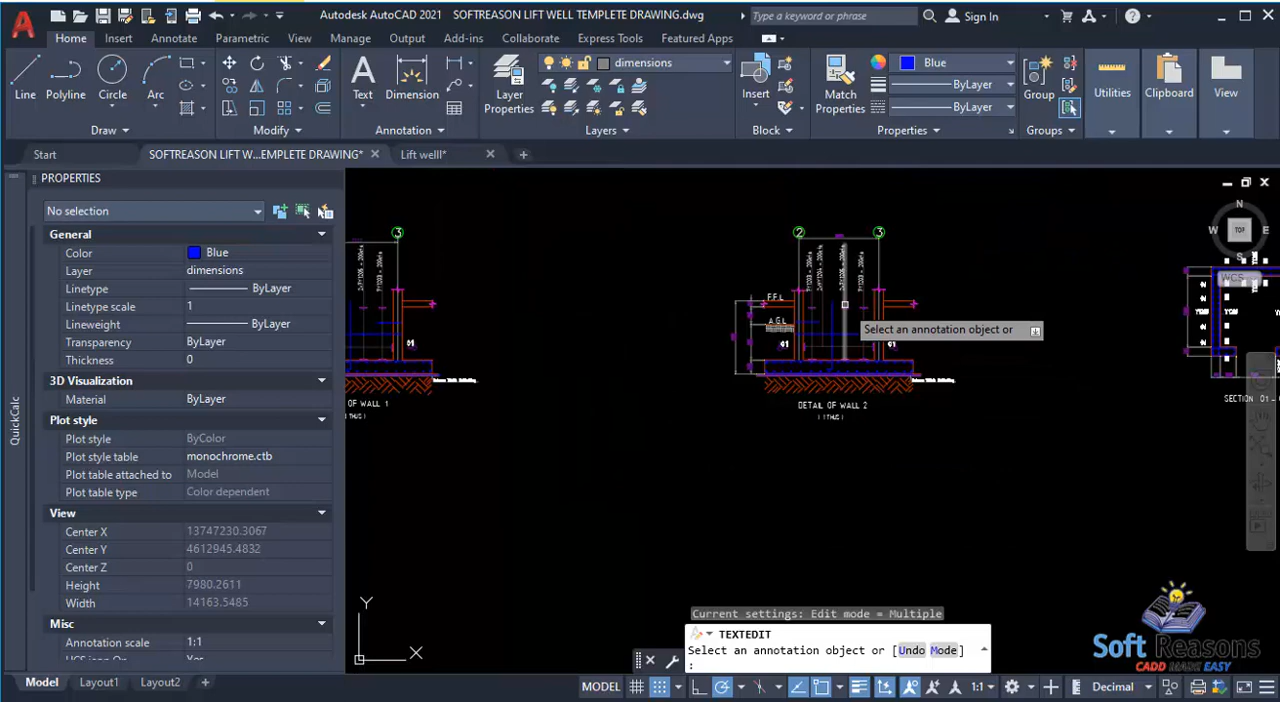 Autodesk AutoCAD 2021 SOFTREASON LIFT WELL TEMPLETE DRAWING.dwg
Type a keyword or phrase
Sign In
Home Insert Annotate Parametric View Manage Output Add-ins Collaborate Express Tools Featured Apps
Line Polyline Circle Arc
Text Dimension
Layer Properties
dimensions
Insert
Match Properties
Blue
ByLayer
ByLayer
Group
Utilities
Clipboard
View
Draw Modify Annotation Layers Block Properties Groups
Start
SOFTREASON LIFT W...EMPLETE DRAWING*
Lift welll*
PROPERTIES
No selection
General
Color Blue
Layer dimensions
Linetype ByLayer
Linetype scale 1
Lineweight ByLayer
Transparency ByLayer
Thickness 0
3D Visualization
Material ByLayer
Plot style
Plot style ByColor
Plot style table monochrome.ctb
Plot table attached to Model
Plot table type Color dependent
View
Center X 13747230.3067
Center Y 4612945.4832
Center Z 0
Height 7980.2611
Width 14163.5485
Misc
Annotation scale 1:1
QuickCalc
3
2 3
F.F.L
A.G.L
01
01
01
OF WALL 1
( THUS )
DETAIL OF WALL 2
( THUS )
SECTION 01 -
N
W TOP E
S
WCS
Select an annotation object or
Y
X
Current settings: Edit mode = Multiple
TEXTEDIT
Select an annotation object or [Undo Mode]
:
Soft Reasons
CADD MADE EASY
Model Layout1 Layout2
MODEL
1:1
Decimal